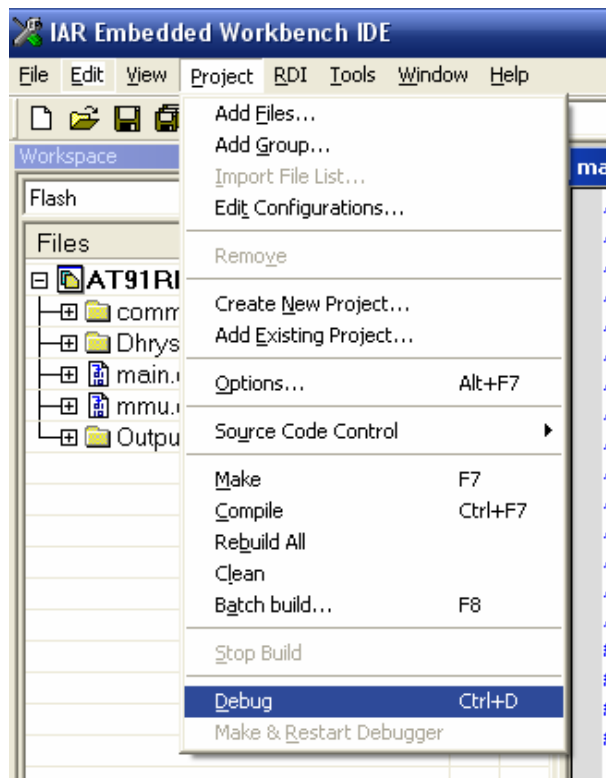 IAR Embedded Workbench IDE
File Edit View Project RDI Tools Window Help
Workspace
Flash
Files
AT91R
comm
Dhrys
main.
mmu.
Outpu
Add Files...
Add Group...
Import File List...
Edit Configurations...
Remove
Create New Project...
Add Existing Project...
Options... Alt+F7
Source Code Control
Make F7
Compile Ctrl+F7
Rebuild All
Clean
Batch build... F8
Stop Build
Debug Ctrl+D
Make & Restart Debugger
ma